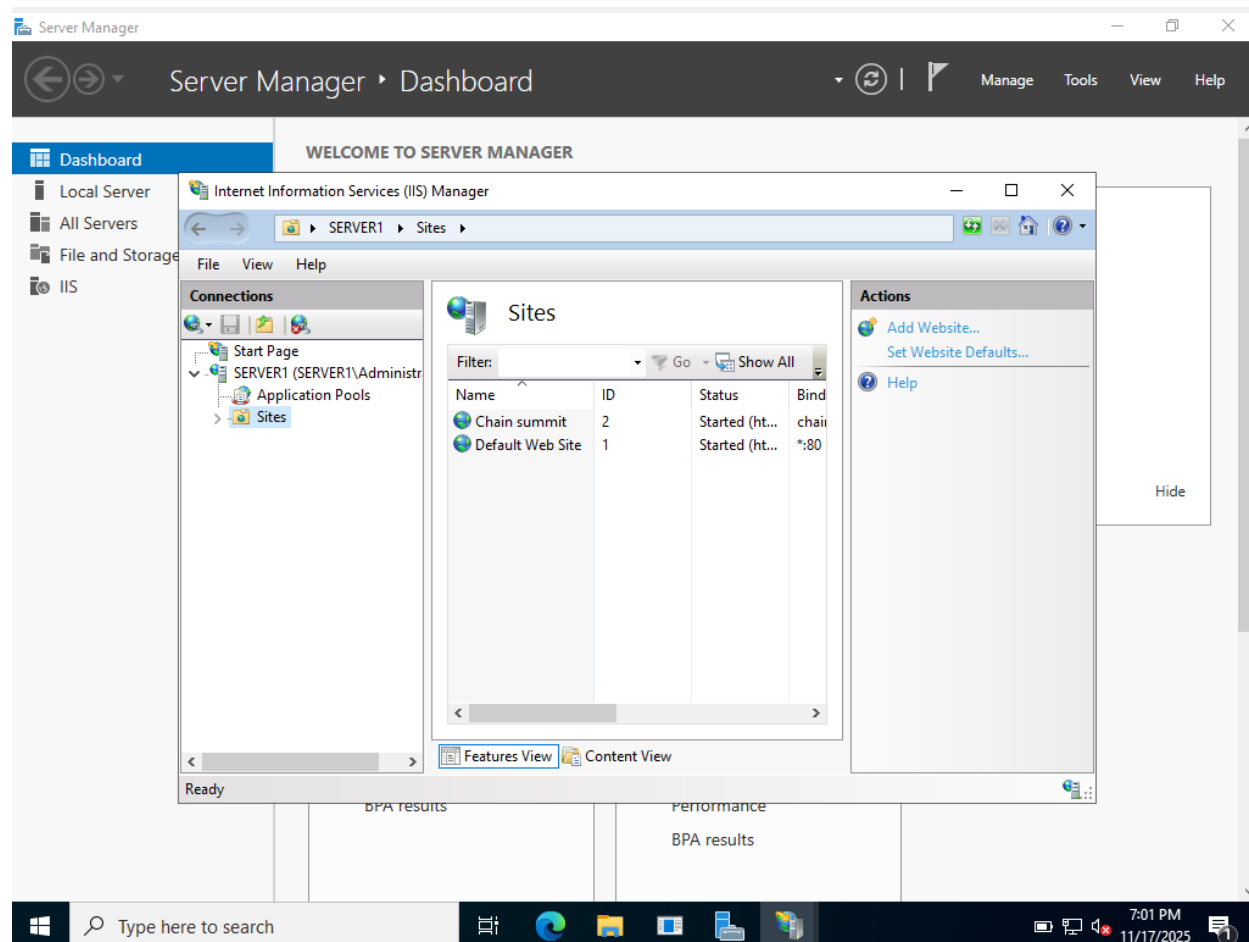 Server Manager
Server Manager • Dashboard
Manage Tools View Help
Dashboard
Local Server
All Servers
File and Storage
IIS
WELCOME TO SERVER MANAGER
Hide
Internet Information Services (IIS) Manager
SERVER1 Sites
File View Help
Connections
Start Page
SERVER1 (SERVER1\Administr
Application Pools
Sites
Sites
Filter: Go Show All
Name ID Status Bind
Chain summit 2 Started (ht... chain
Default Web Site 1 Started (ht... *:80
Features View Content View
Actions
Add Website...
Set Website Defaults...
Help
Ready
BPA results
Performance
BPA results
Type here to search
7:01 PM
11/17/2025
1